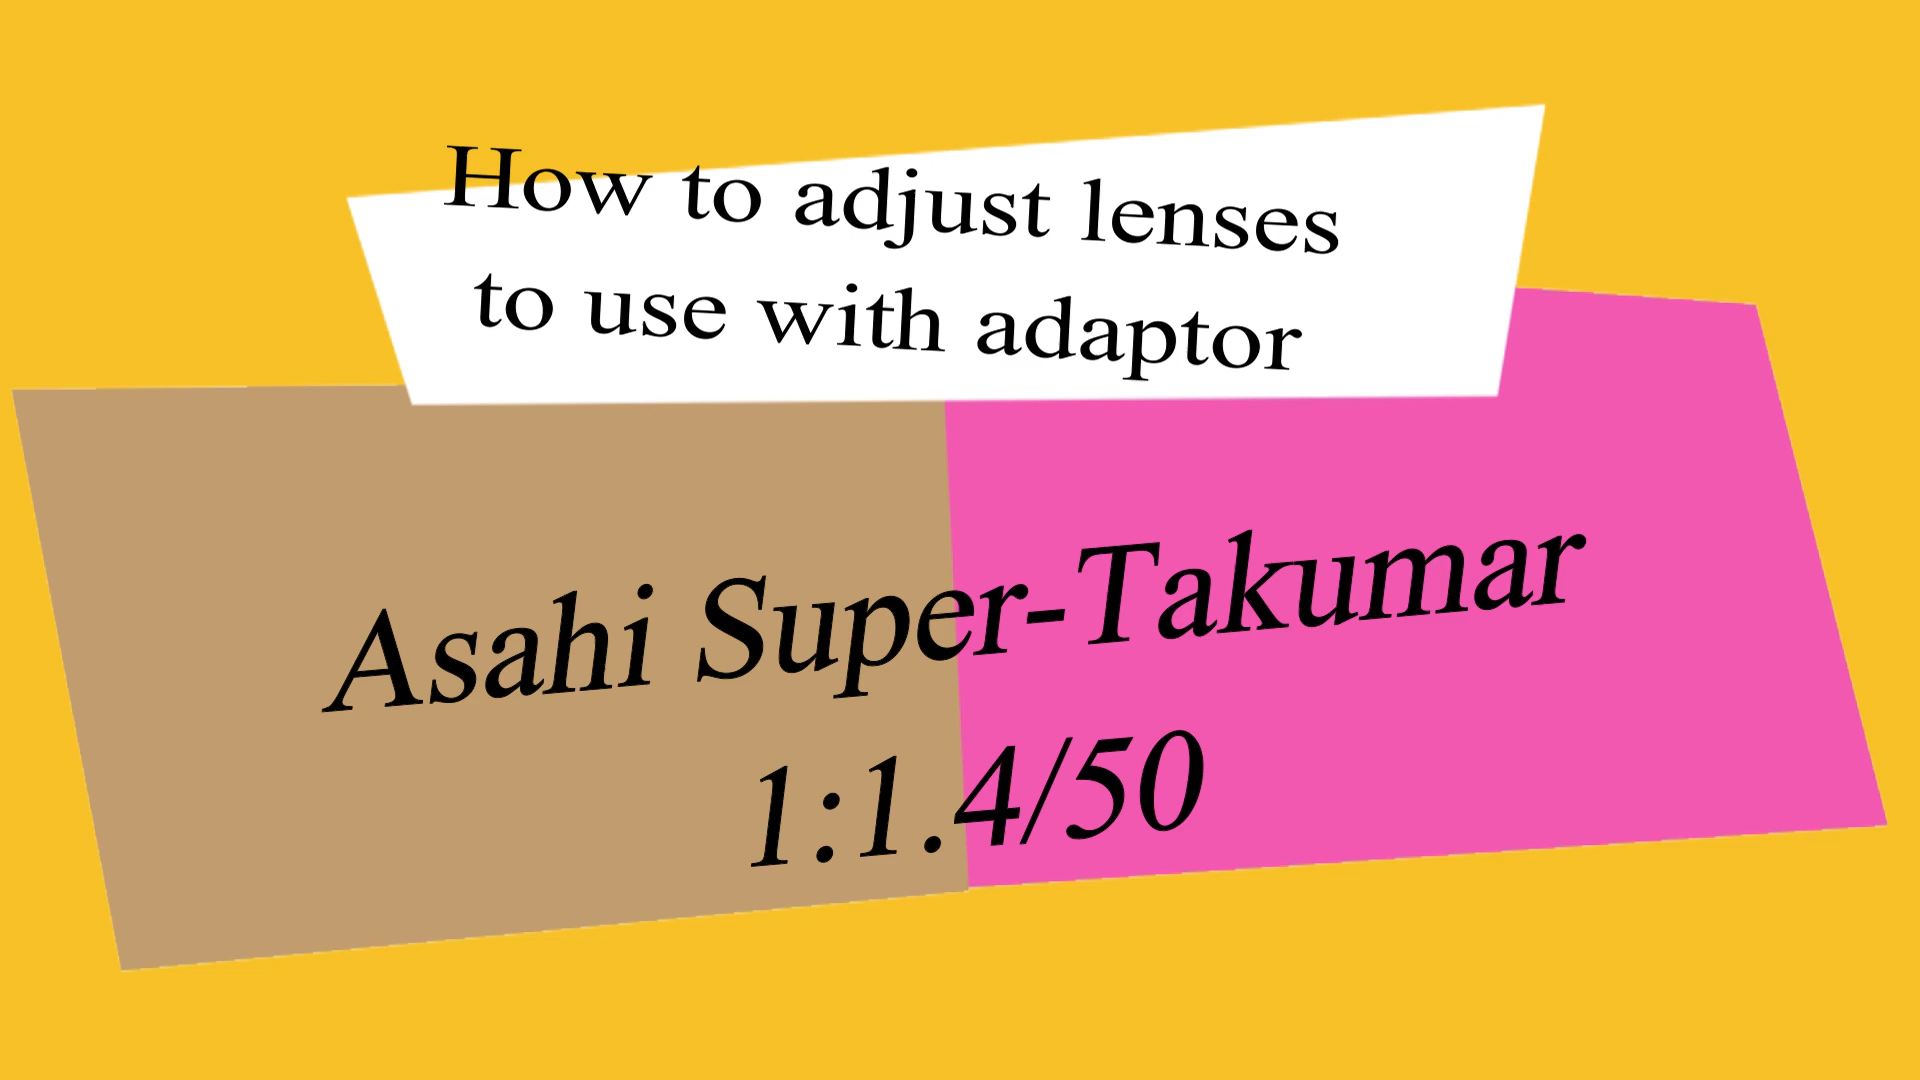 How to adjust lenses
to use with adaptor
Asahi Super-Takumar
1:1.4/50